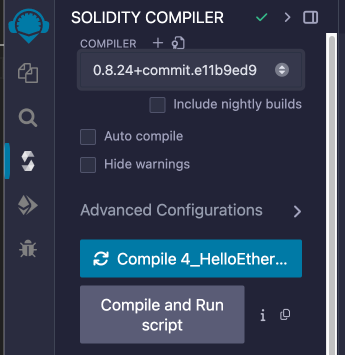 SOLIDITY COMPILER
COMPILER
0.8.24+commit.e11b9ed9
Include nightly builds
Auto compile
Hide warnings
Advanced Configurations
Compile 4_HelloEther...
Compile and Run
script